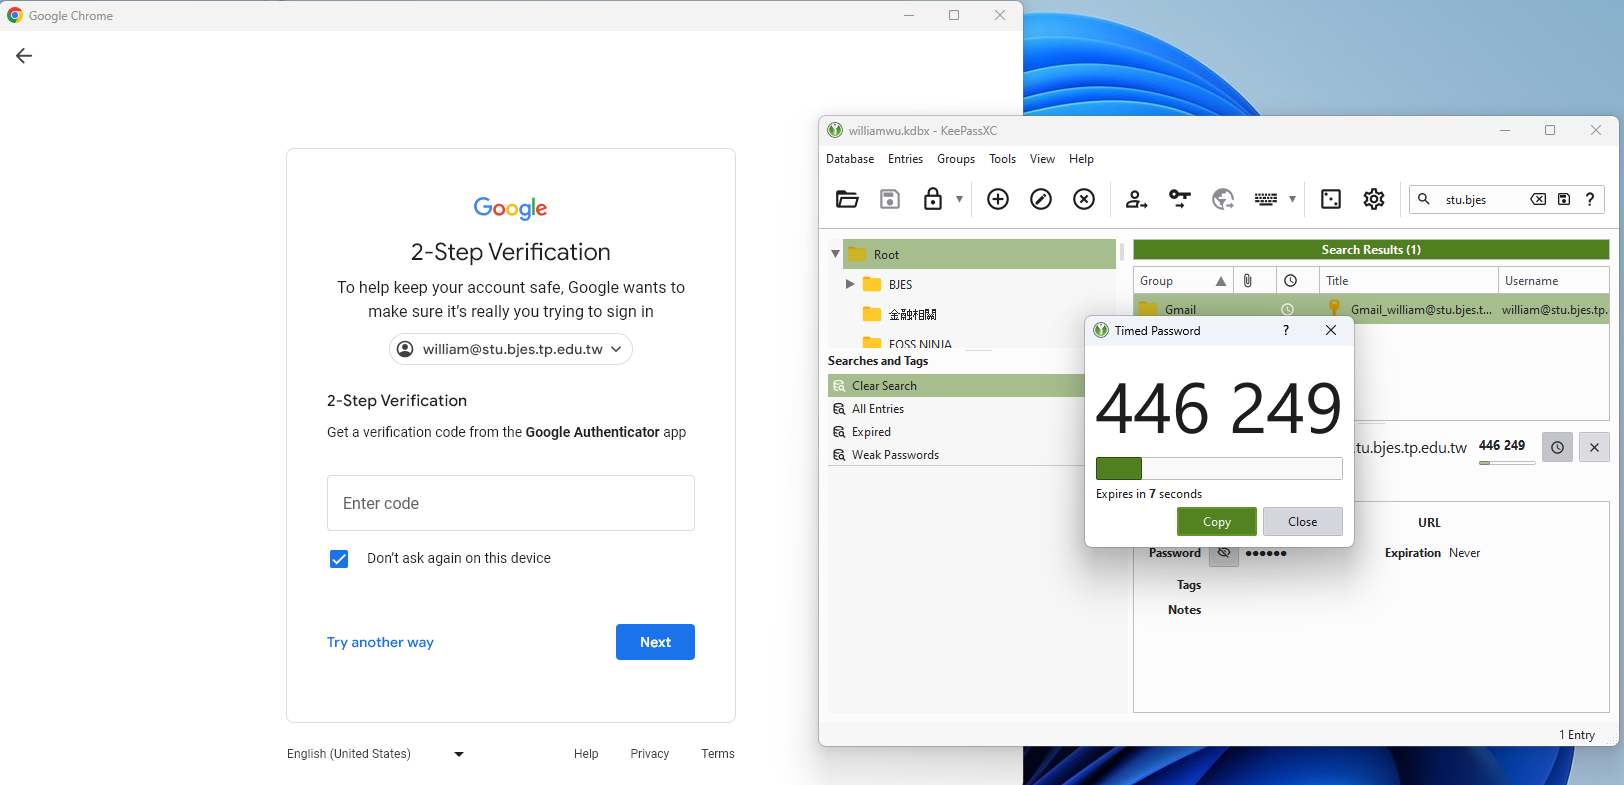 Google Chrome
Google
2-Step Verification
To help keep your account safe, Google wants to
make sure it’s really you trying to sign in
william@stu.bjes.tp.edu.tw
2-Step Verification
Get a verification code from the Google Authenticator app
Enter code
Don’t ask again on this device
Try another way
Next
English (United States)
Help Privacy Terms
williamwu.kdbx - KeePassXC
Database Entries Groups Tools View Help
stu.bjes
?
Root
BJES
金融相關
FOSS NINJA
Searches and Tags
Clear Search
All Entries
Expired
Weak Passwords
Search Results (1)
Group Title Username
Gmail Gmail_william@stu.bjes.t... william@stu.bjes.tp.
Timed Password ?
446 249
Expires in 7 seconds
Copy Close
.tu.bjes.tp.edu.tw 446 249
URL
Password ●●●●●● Expiration Never
Tags
Notes
1 Entry